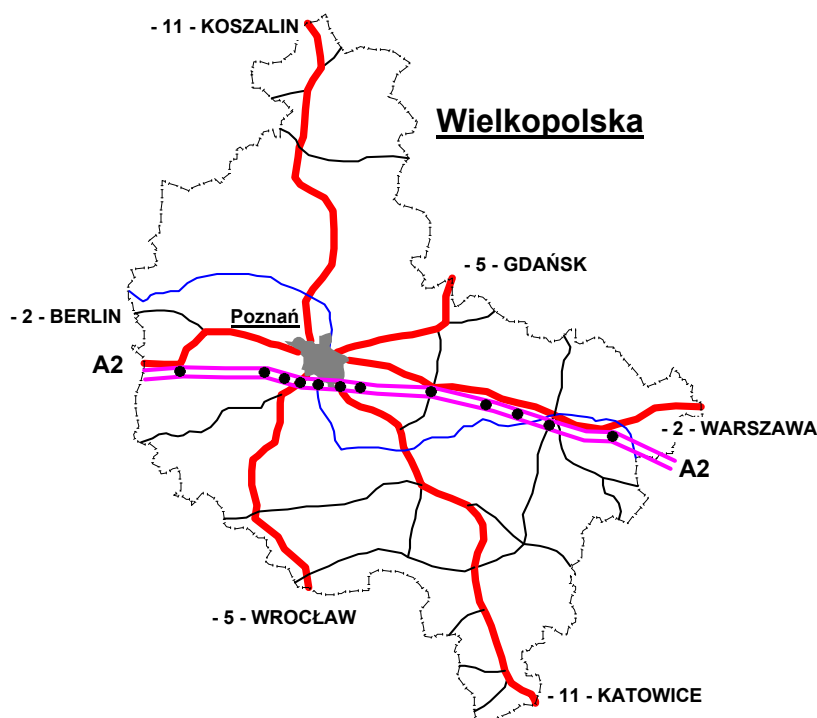 - 11 - KOSZALIN
Wielkopolska
- 5 - GDAŃSK
- 2 - BERLIN
Poznań
A2
- 2 - WARSZAWA
A2
- 5 - WROCŁAW
- 11 - KATOWICE